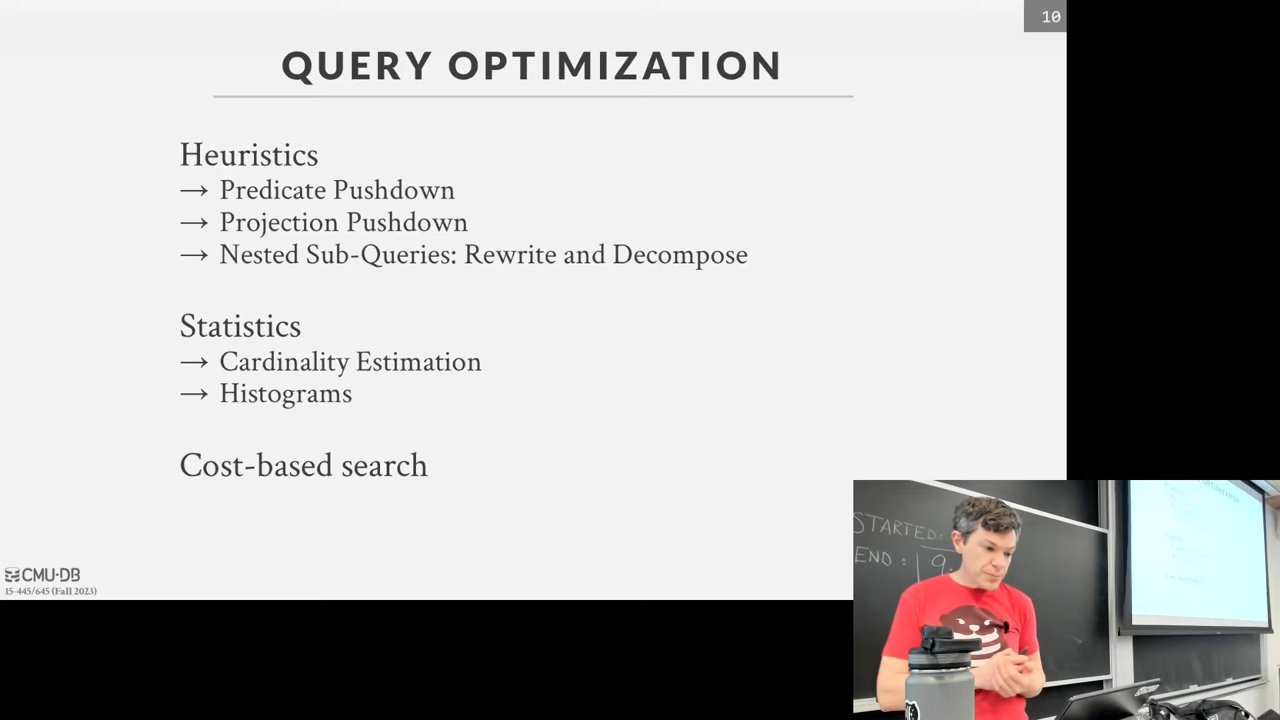 10
QUERY OPTIMIZATION
Heuristics
→ Predicate Pushdown
→ Projection Pushdown
→ Nested Sub-Queries: Rewrite and Decompose
Statistics
→ Cardinality Estimation
→ Histograms
Cost-based search
CMU·DB
15-445/645 (Fall 2023)
STARTED:
END: 9: